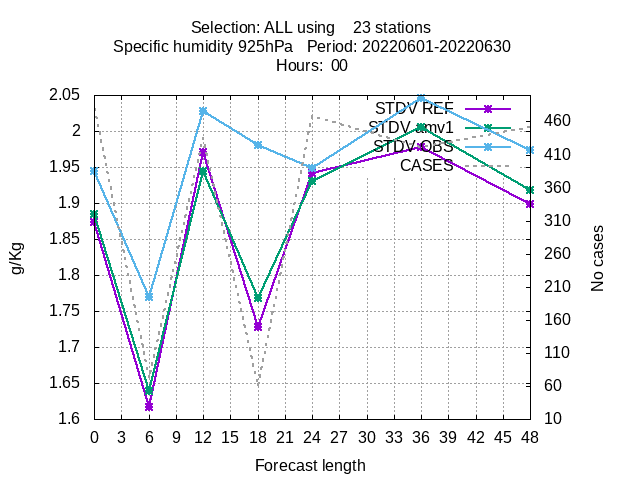 Selection: ALL using    23 stations
Specific humidity 925hPa   Period: 20220601-20220630
Hours:  00
2.05
2
1.95
1.9
1.85
1.8
1.75
1.7
1.65
1.6
g/Kg
STDV REF
STDV
STDV OBS
CASES
460
410
360
310
260
210
160
110
60
10
No cases
0 3 6 9 12 15 18 21 24 27 30 33 36 39 42 45 48
Forecast length